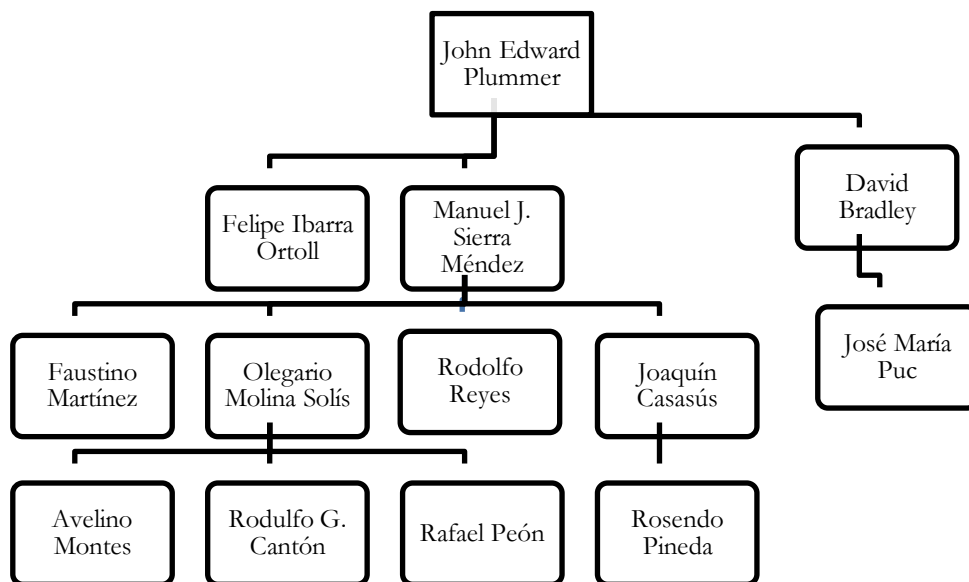 John Edward
Plummer
Felipe Ibarra
Ortoll
Manuel J.
Sierra
Méndez
David
Bradley
Faustino
Martínez
Olegario
Molina Solís
Rodolfo
Reyes
Joaquín
Casasús
José María
Puc
Avelino
Montes
Rodulfo G.
Cantón
Rafael Peón
Rosendo
Pineda